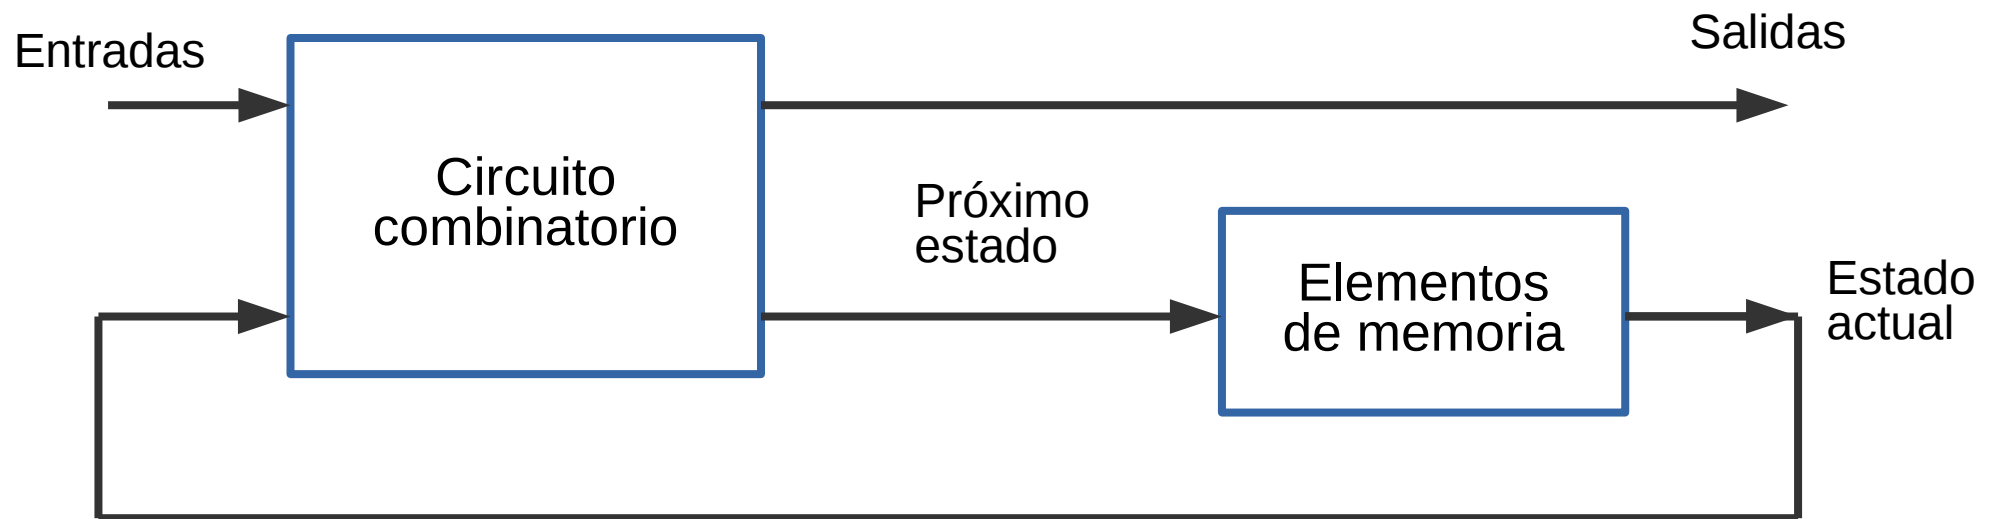 Entradas
Salidas
Circuito
combinatorio
Próximo
estado
Elementos
de memoria
Estado
actual